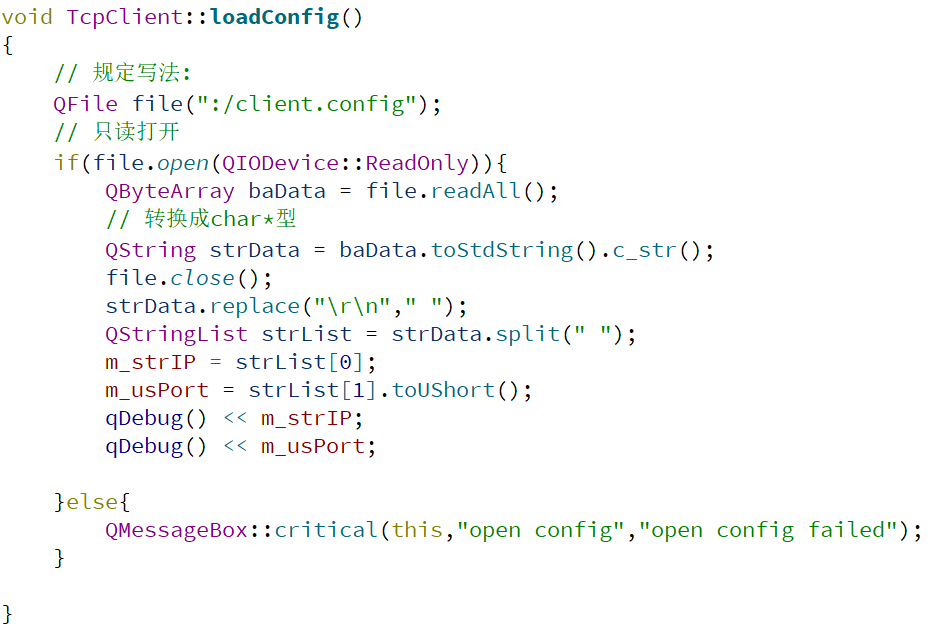 void TcpClient::loadConfig()
{
    // 规定写法:
    QFile file(":/client.config");
    // 只读打开
    if(file.open(QIODevice::ReadOnly)){
        QByteArray baData = file.readAll();
        // 转换成char*型
        QString strData = baData.toStdString().c_str();
        file.close();
        strData.replace("\r\n"," ");
        QStringList strList = strData.split(" ");
        m_strIP = strList[0];
        m_usPort = strList[1].toUShort();
        qDebug() << m_strIP;
        qDebug() << m_usPort;

    }else{
        QMessageBox::critical(this,"open config","open config failed");
    }

}